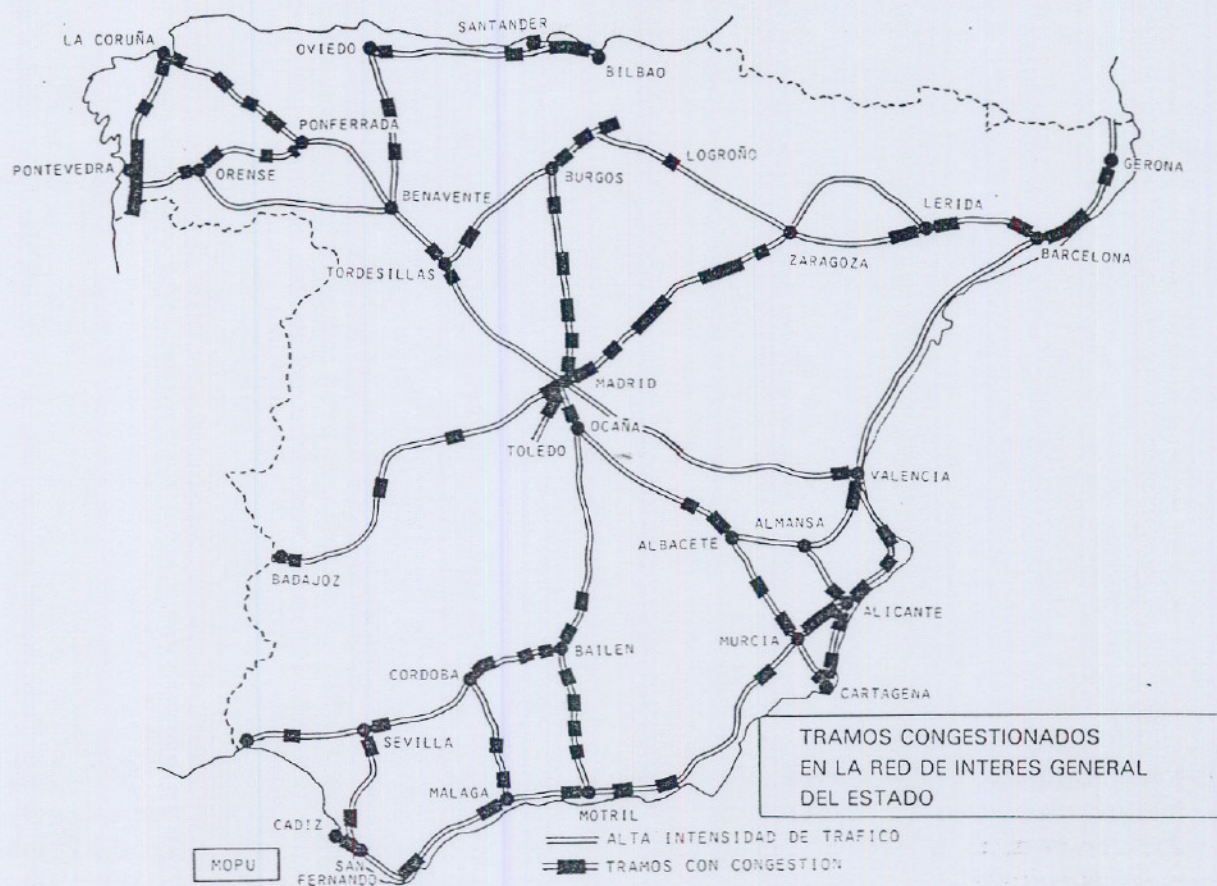 SANTANDER
LA CORUÑA
OVIEDO
BILBAO
PONFERRADA
LOGROÑO
GERONA
PONTEVEDRA
ORENSE
BURGOS
BENAVENTE
LERIDA
TORDESILLAS
ZARAGOZA
BARCELONA
MADRID
OCAÑA
TOLEDO
VALENCIA
ALMANSA
ALBACETE
BADAJOZ
ALICANTE
MURCIA
BAILEN
CORDOBA
CARTAGENA
SEVILLA
TRAMOS CONGESTIONADOS
EN LA RED DE INTERES GENERAL
DEL ESTADO
MALAGA
MOTRIL
CADIZ
ALTA INTENSIDAD DE TRAFICO
MOPU
SAN
FERNANDO
TRAMOS CON CONGESTION